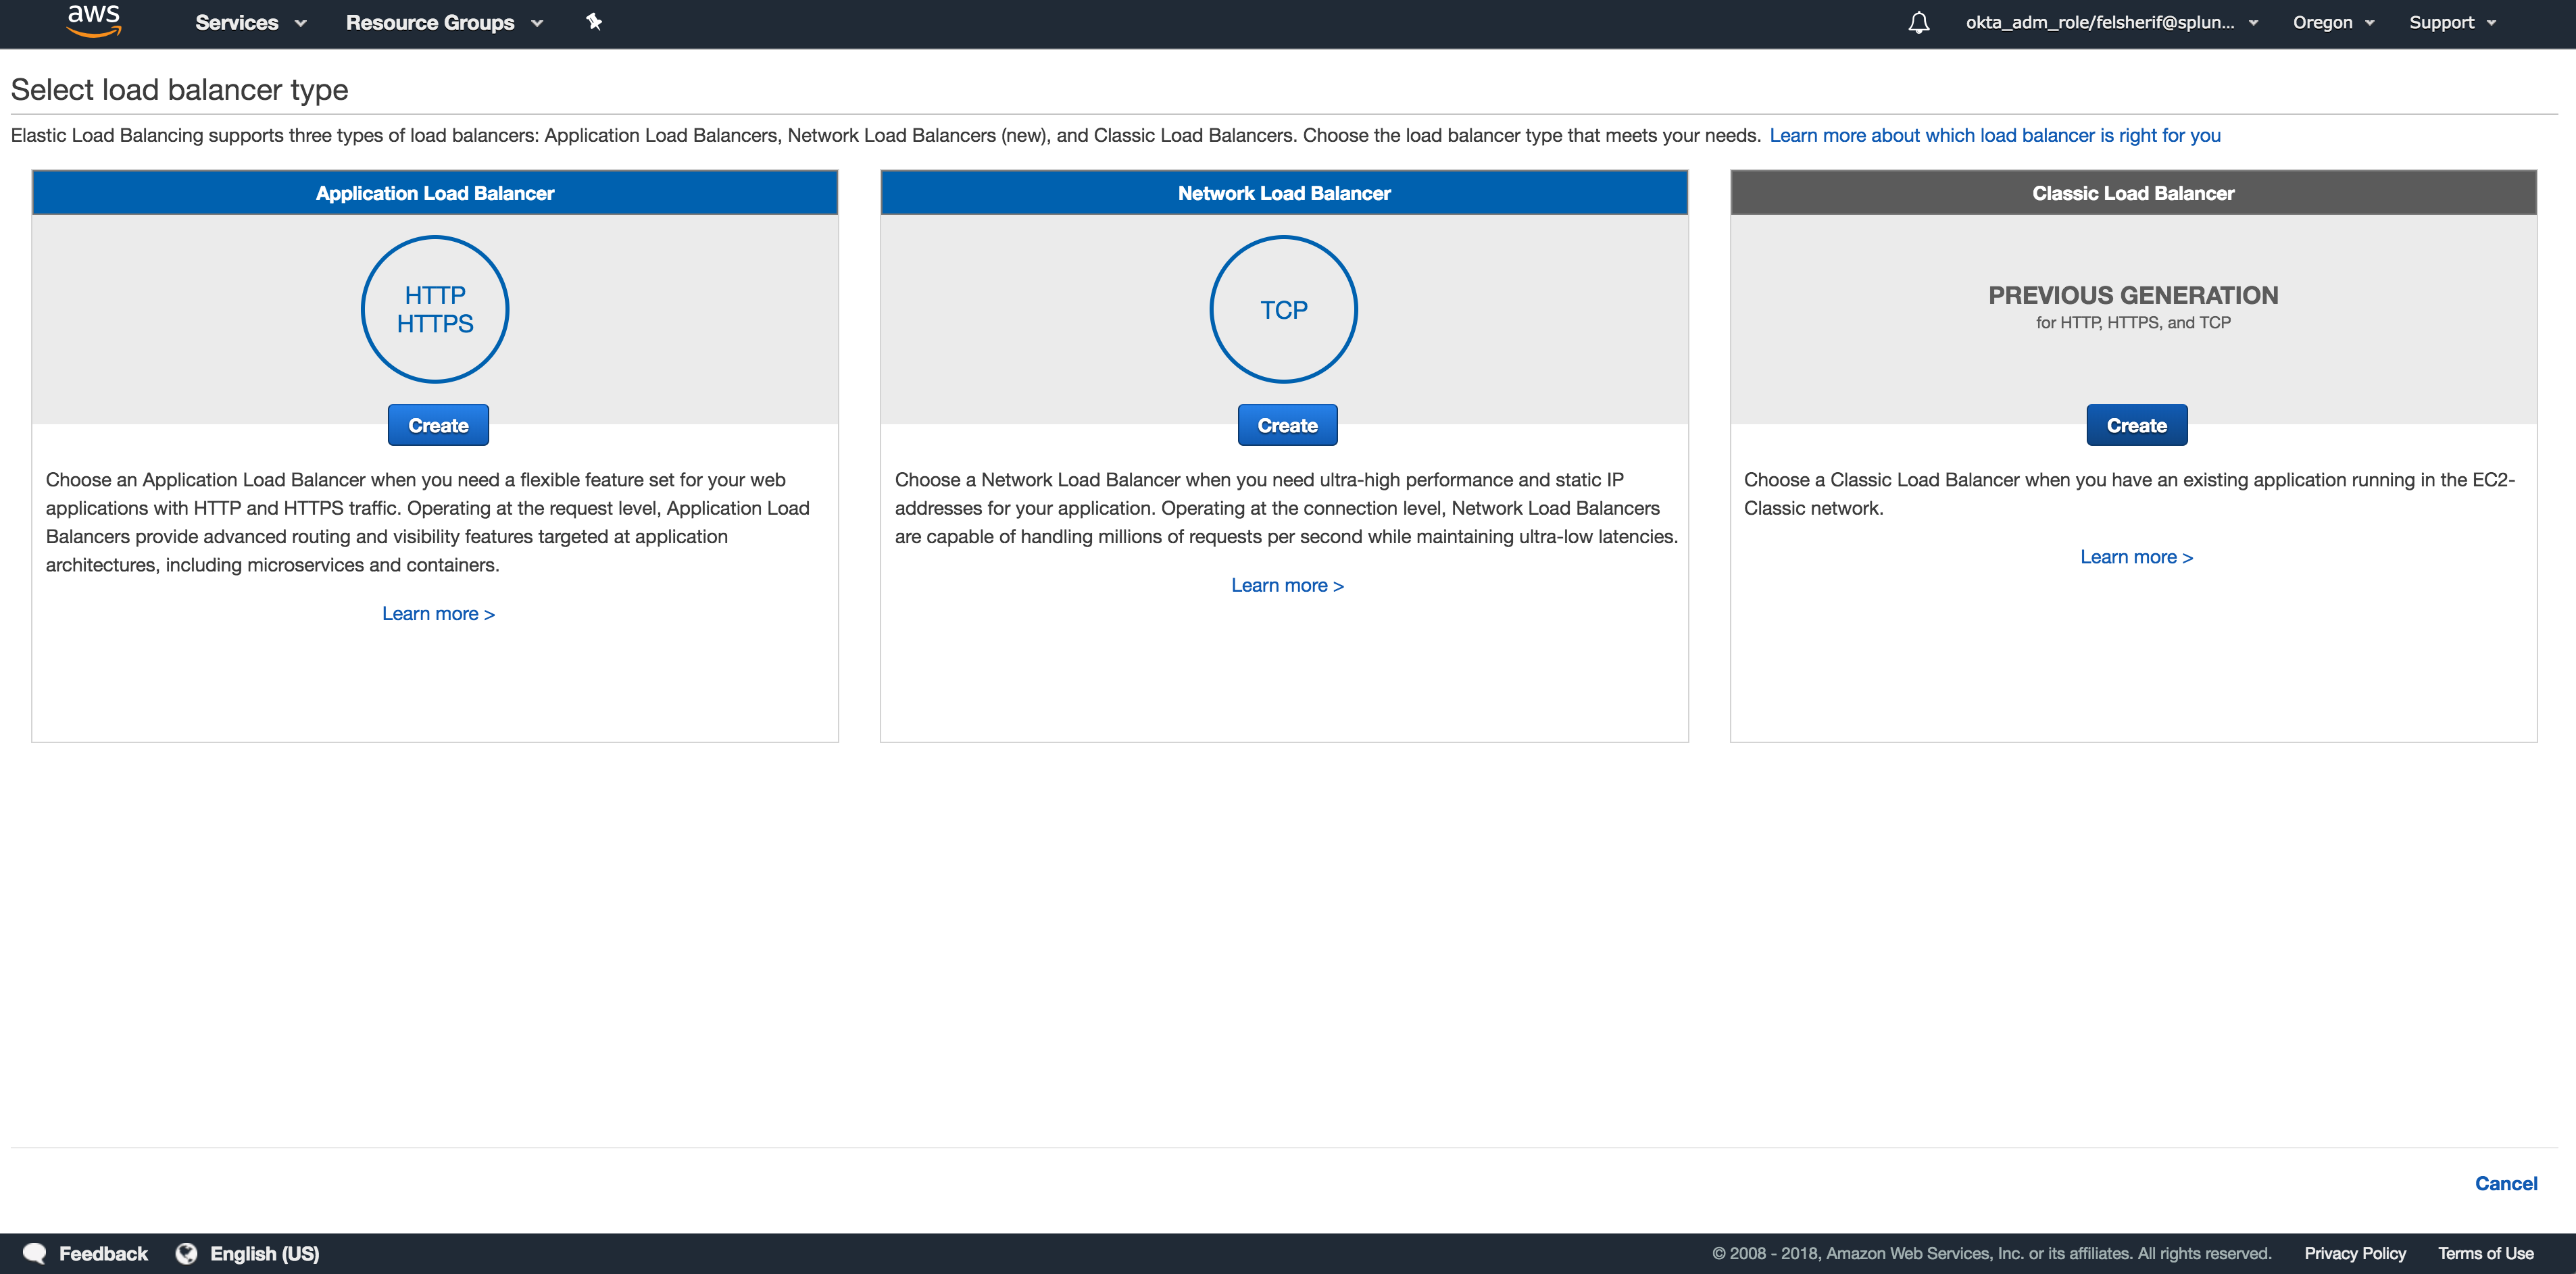 aws
Services
Resource Groups
okta_adm_role/felsherif@splun...
Oregon
Support
Select load balancer type
Elastic Load Balancing supports three types of load balancers: Application Load Balancers, Network Load Balancers (new), and Classic Load Balancers. Choose the load balancer type that meets your needs. Learn more about which load balancer is right for you
Application Load Balancer
HTTP
HTTPS
Create
Choose an Application Load Balancer when you need a flexible feature set for your web
applications with HTTP and HTTPS traffic. Operating at the request level, Application Load
Balancers provide advanced routing and visibility features targeted at application
architectures, including microservices and containers.
Learn more >
Network Load Balancer
TCP
Create
Choose a Network Load Balancer when you need ultra-high performance and static IP
addresses for your application. Operating at the connection level, Network Load Balancers
are capable of handling millions of requests per second while maintaining ultra-low latencies.
Learn more >
Classic Load Balancer
PREVIOUS GENERATION
for HTTP, HTTPS, and TCP
Create
Choose a Classic Load Balancer when you have an existing application running in the EC2-
Classic network.
Learn more >
Cancel
Feedback
English (US)
© 2008 - 2018, Amazon Web Services, Inc. or its affiliates. All rights reserved.
Privacy Policy
Terms of Use